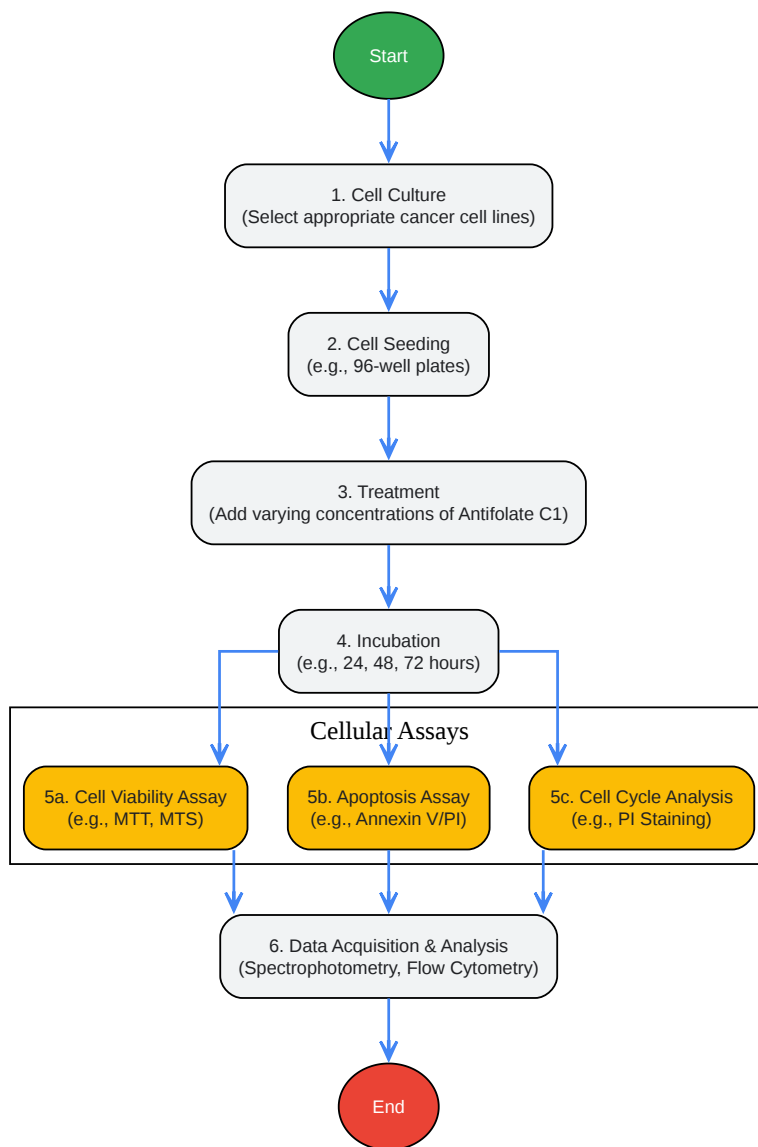 Start
1. Cell Culture
(Select appropriate cancer cell lines)
2. Cell Seeding
(e.g., 96-well plates)
3. Treatment
(Add varying concentrations of Antifolate C1)
4. Incubation
(e.g., 24, 48, 72 hours)
Cellular Assays
5a. Cell Viability Assay
(e.g., MTT, MTS)
5b. Apoptosis Assay
(e.g., Annexin V/PI)
5c. Cell Cycle Analysis
(e.g., PI Staining)
6. Data Acquisition & Analysis
(Spectrophotometry, Flow Cytometry)
End